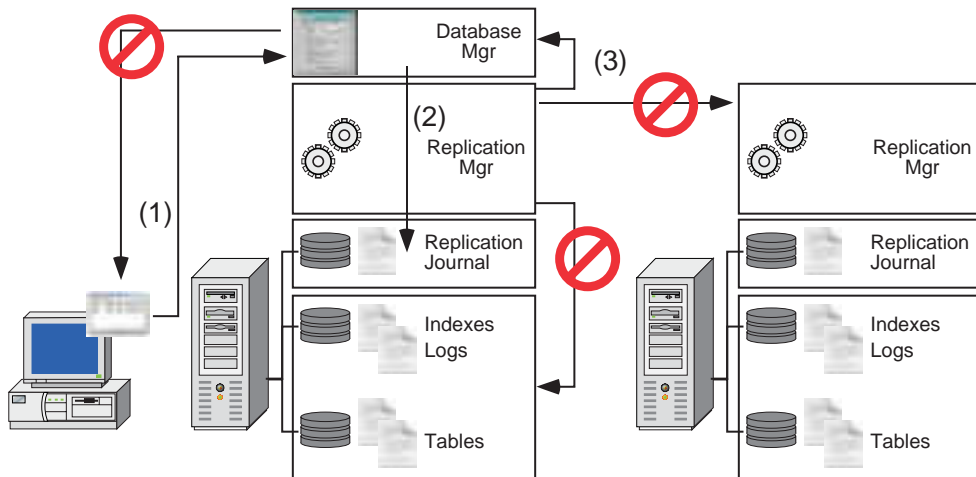 Database
Mgr
(3)
(2)
Replication
Mgr
Replication
Mgr
(1)
Replication
Journal
Replication
Journal
Indexes
Logs
Indexes
Logs
Tables
Tables